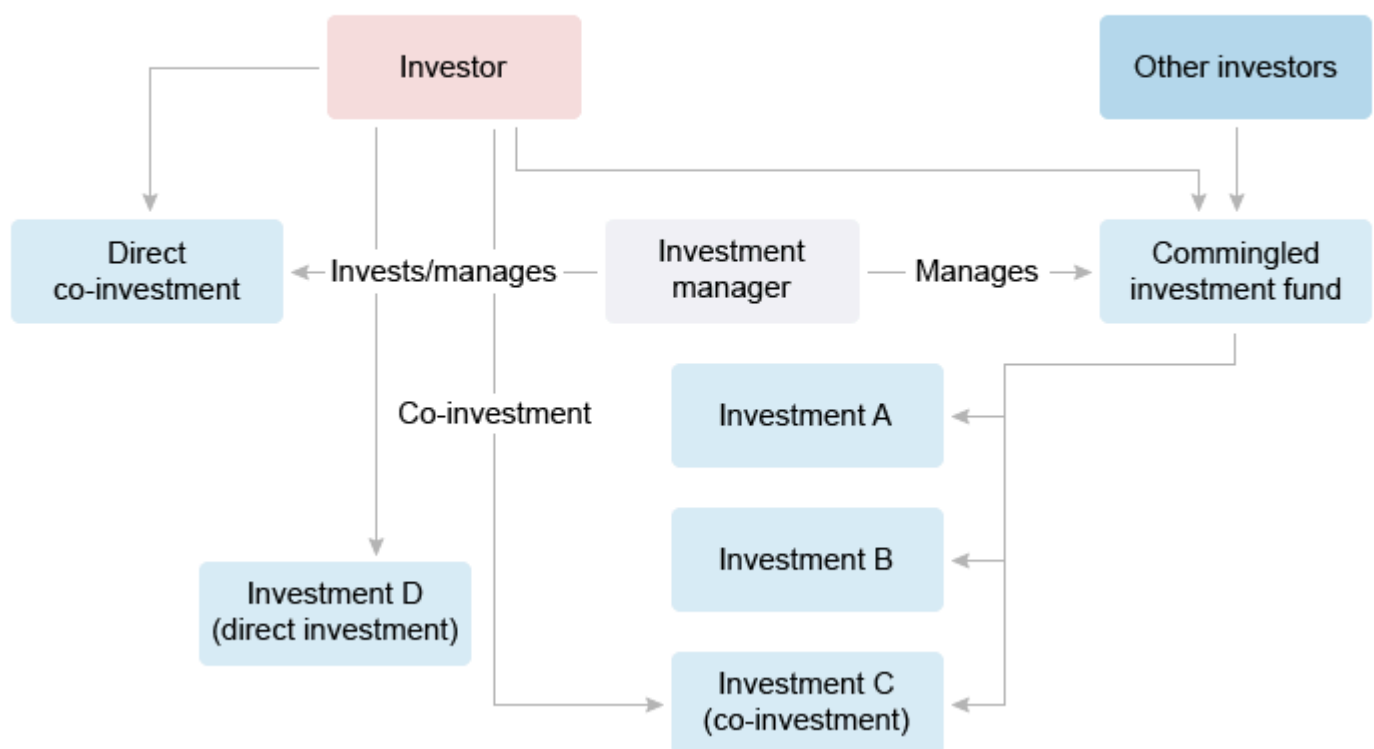 Investor
Other investors
Direct
co-investment
Invests/manages
Investment
manager
Manages
Commingled
investment fund
Co-investment
Investment A
Investment B
Investment D
(direct investment)
Investment C
(co-investment)